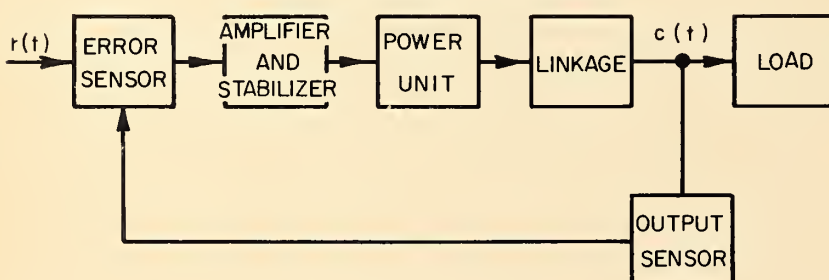 r(t)
ERROR
SENSOR
AMPLIFIER
AND
STABILIZER
POWER
UNIT
LINKAGE
c(t)
LOAD
OUTPUT
SENSOR